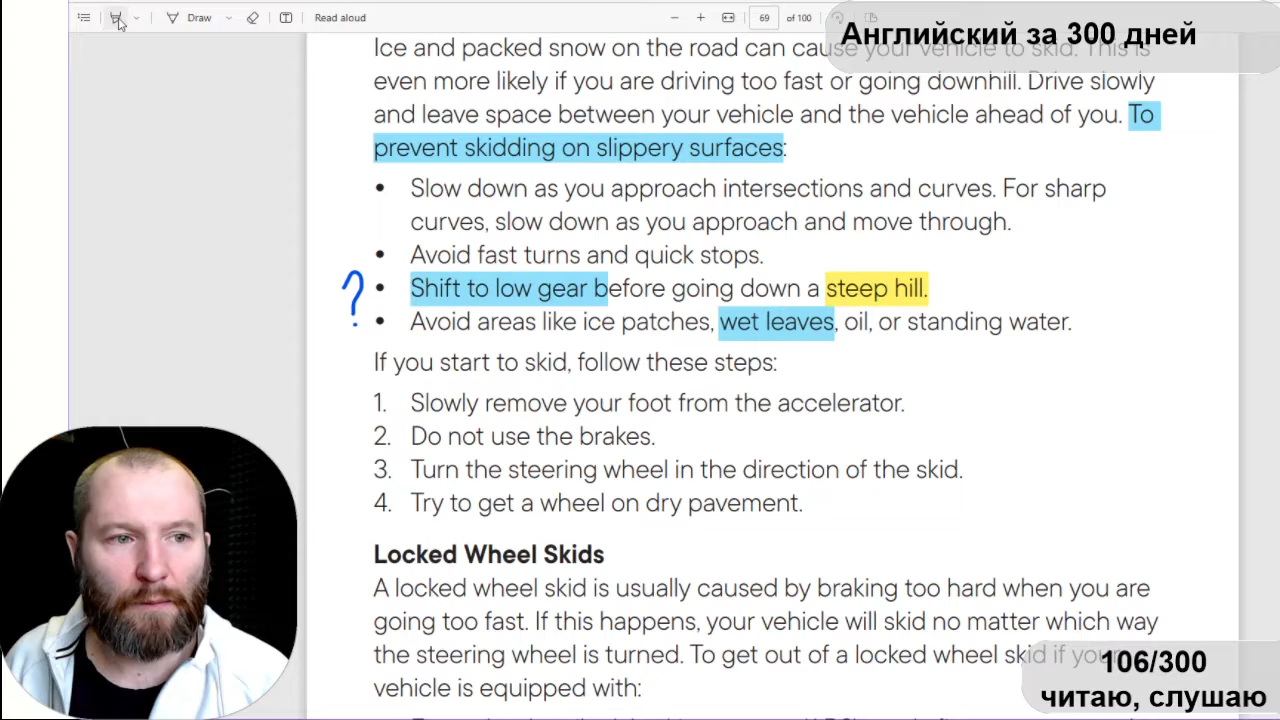 Draw
Read aloud
69
of 100
Английский за 300 дней
Ice and packed snow on the road can cause your vehicle to skid. This is
even more likely if you are driving too fast or going downhill. Drive slowly
and leave space between your vehicle and the vehicle ahead of you. To
prevent skidding on slippery surfaces:
• Slow down as you approach intersections and curves. For sharp
curves, slow down as you approach and move through.
• Avoid fast turns and quick stops.
? • Shift to low gear before going down a steep hill.
• Avoid areas like ice patches, wet leaves, oil, or standing water.
If you start to skid, follow these steps:
1. Slowly remove your foot from the accelerator.
2. Do not use the brakes.
3. Turn the steering wheel in the direction of the skid.
4. Try to get a wheel on dry pavement.
Locked Wheel Skids
A locked wheel skid is usually caused by braking too hard when you are
going too fast. If this happens, your vehicle will skid no matter which way
the steering wheel is turned. To get out of a locked wheel skid if your
vehicle is equipped with:
106/300
читаю, слушаю